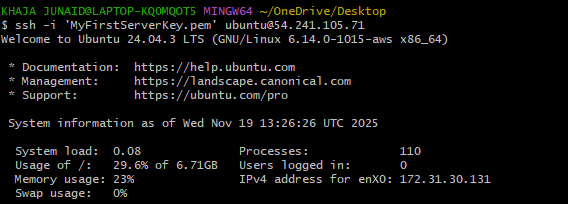 KHAJA JUNAID@LAPTOP-KQOMQOT5 MINGW64 ~/OneDrive/Desktop
$ ssh -i 'MyFirstServerKey.pem' ubuntu@54.241.105.71
Welcome to Ubuntu 24.04.3 LTS (GNU/Linux 6.14.0-1015-aws x86_64)
* Documentation:  https://help.ubuntu.com
* Management:     https://landscape.canonical.com
* Support:        https://ubuntu.com/pro
System information as of Wed Nov 19 13:26:26 UTC 2025
System load:  0.08              Processes:             110
Usage of /:   29.6% of 6.71GB   Users logged in:       0
Memory usage: 23%               IPv4 address for enX0: 172.31.30.131
Swap usage:   0%